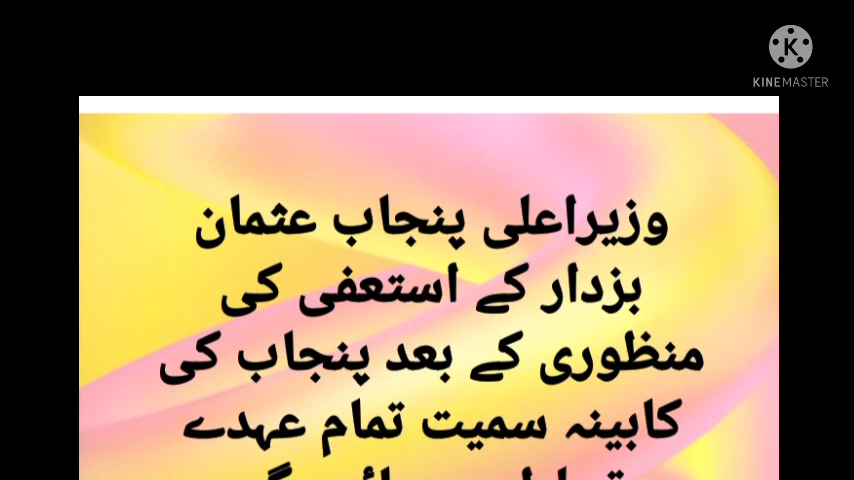 KINEMASTER
وزیراعلی پنجاب عثمان
بزدار کے استعفی کی
منظوری کے بعد پنجاب کی
کابینہ سمیت تمام عہدے